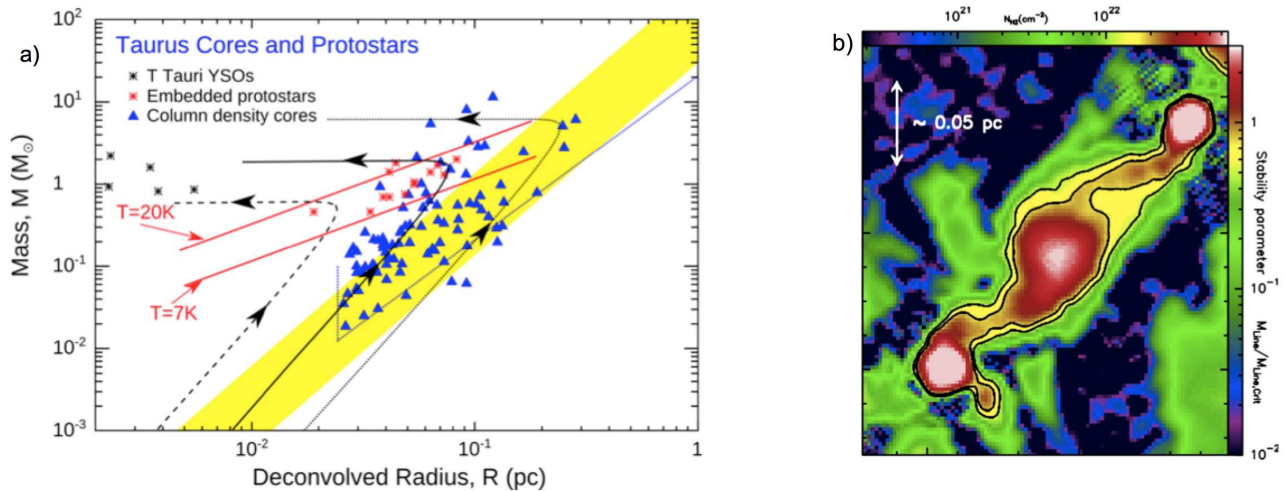 a)
Taurus Cores and Protostars
T Tauri YSOs
Embedded protostars
Column density cores
T=20K
T=7K
Mass, M (M☉)
10²
10¹
1
10⁻¹
10⁻²
10⁻³
10⁻²
10⁻¹
1
Deconvolved Radius, R (pc)
b)
10²¹
N_H2(cm⁻²)
10²²
~ 0.05 pc
1
10⁻¹
10⁻²
Stability parameter M_Line/M_Line,Crit